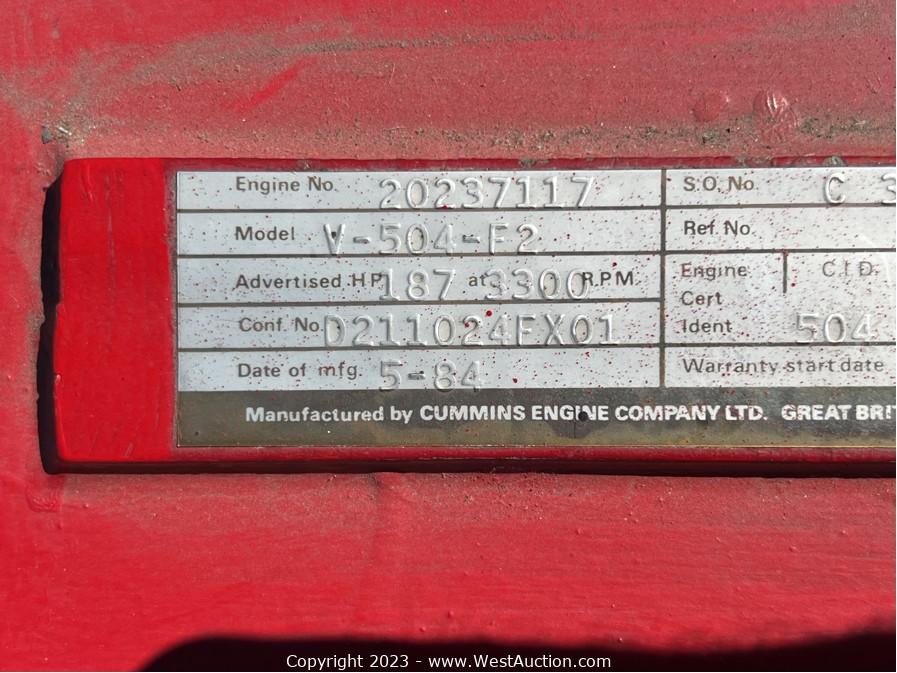 Engine No. 20237117 S.O. No. C 3
Model V-504-F2 Ref. No.
Advertised H.P. 187 at 3300 R.P.M. Engine Cert Ident C.I.D. 504
Conf. No. D211024FX01
Date of mfg. 5-84 Warranty start date
Manufactured by CUMMINS ENGINE COMPANY LTD. GREAT BRIT
Copyright 2023 - www.WestAuction.com